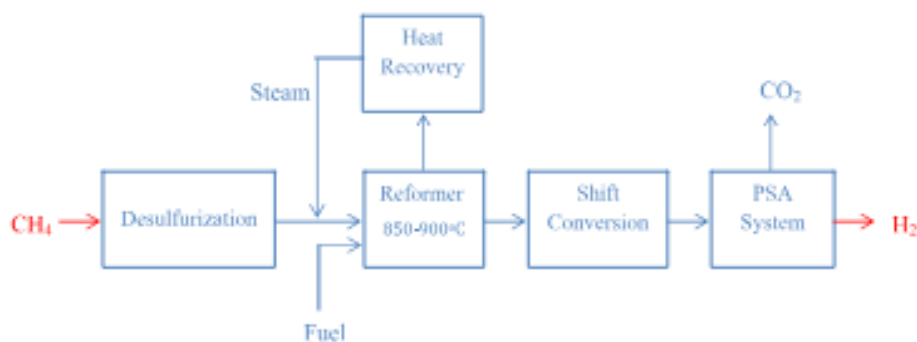 Heat
Recovery
Steam
CO₂
CH₄
Desulfurization
Reformer
850-900ºC
Shift
Conversion
PSA
System
H₂
Fuel